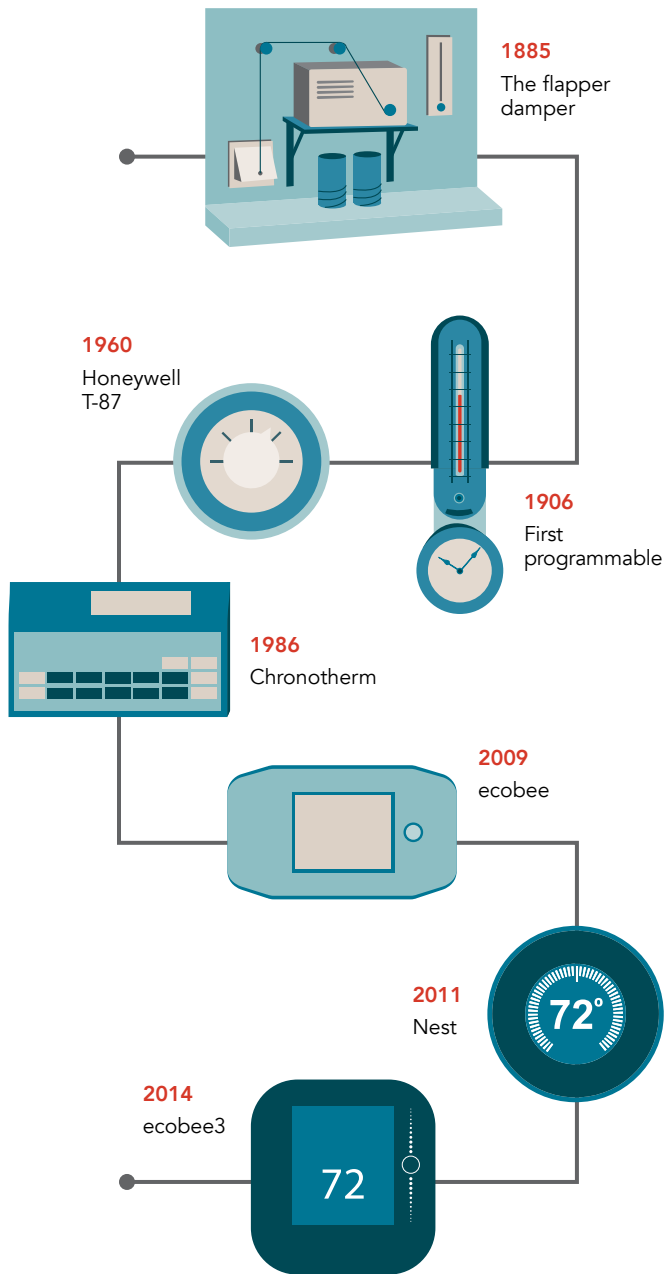 1885
The flapper
damper
1960
Honeywell
T-87
1906
First
programmable
1986
Chronotherm
2009
ecobee
2011
Nest
72°
2014
ecobee3
72